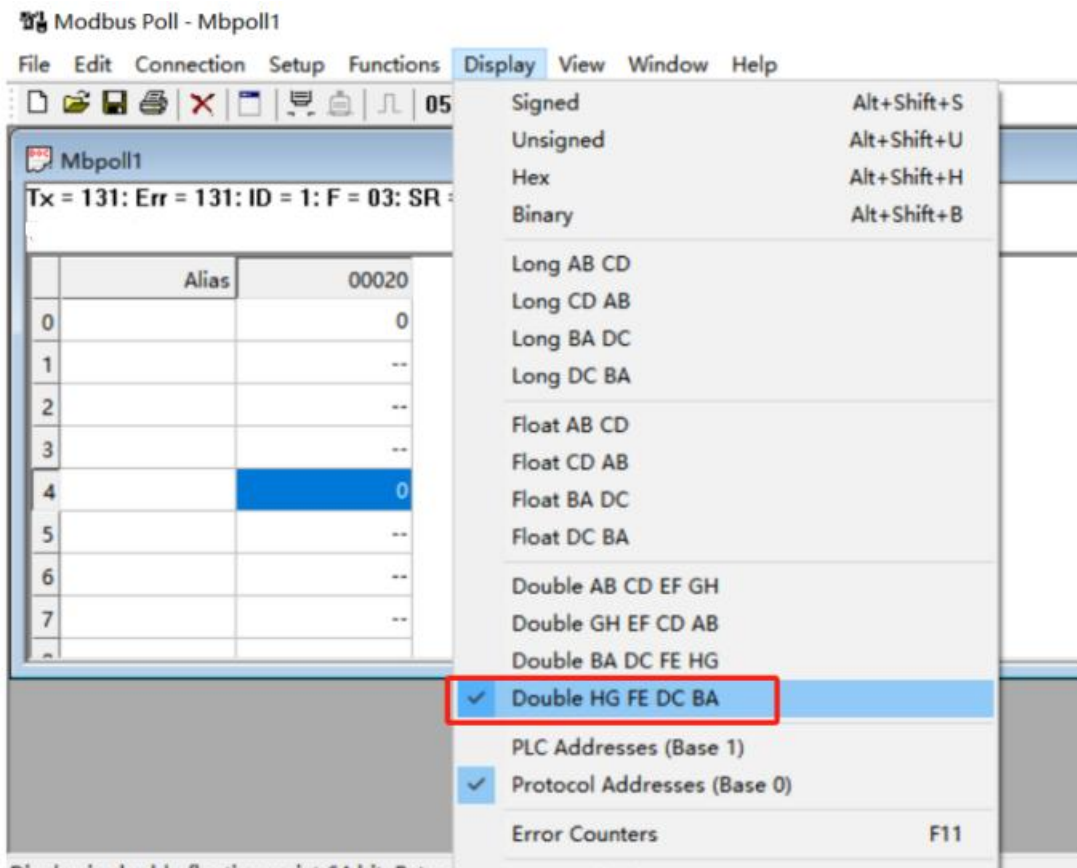 Modbus Poll - Mbpoll1
File Edit Connection Setup Functions Display View Window Help
05
Mbpoll1
Tx = 131: Err = 131: ID = 1: F = 03: SR =
Alias 00020
0 0
1 --
2 --
3 --
4 0
5 --
6 --
7 --
Signed Alt+Shift+S
Unsigned Alt+Shift+U
Hex Alt+Shift+H
Binary Alt+Shift+B
Long AB CD
Long CD AB
Long BA DC
Long DC BA
Float AB CD
Float CD AB
Float BA DC
Float DC BA
Double AB CD EF GH
Double GH EF CD AB
Double BA DC FE HG
Double HG FE DC BA
PLC Addresses (Base 1)
Protocol Addresses (Base 0)
Error Counters F11